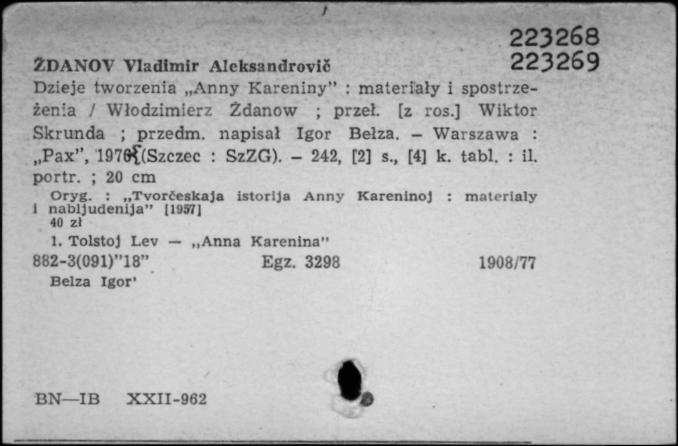 223268
223269
ŽDANOV Vladimir Aleksandrovič
Dzieje tworzenia „Anny Kareniny" : materiały i spostrze-
żenia / Włodzimierz Żdanow ; przeł. [z ros.] Wiktor
Skrunda ; przedm. napisał Igor Bełza. — Warszawa :
„Pax", 1976 (Szczec : SzZG). — 242, [2] s., [4] k. tabl. : il.
portr. ; 20 cm
Oryg. : „Tvorčeskaja istorija Anny Kareninoj : materialy
i nabljudenija" [1957]
40 zł
1. Tolstoj Lev — „Anna Karenina"
882-3(091)"18" Egz. 3298 1908/77
Belza Igor'
BN—IB XXII-962